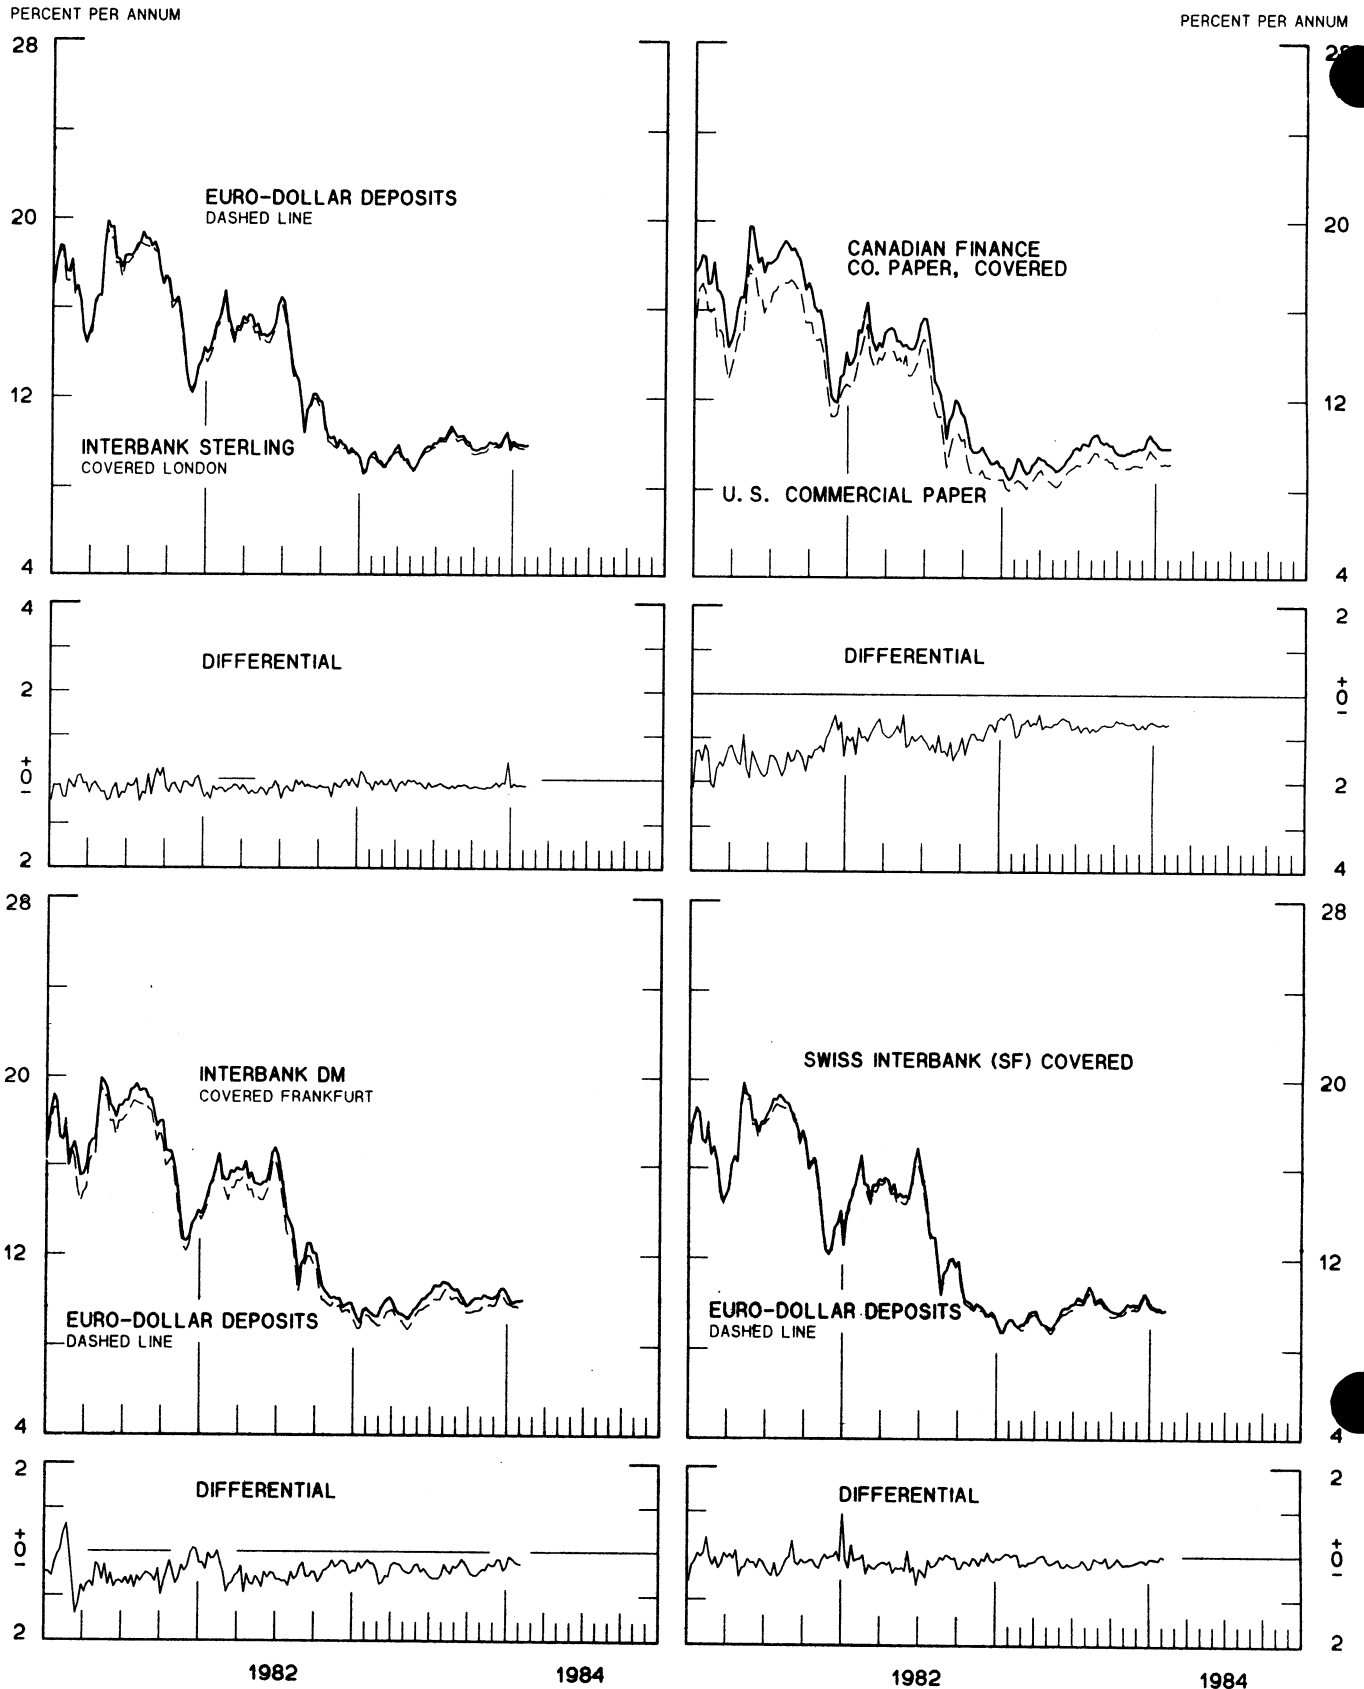 PERCENT PER ANNUM
PERCENT PER ANNUM
28
20
12
4
EURO-DOLLAR DEPOSITS
DASHED LINE
INTERBANK STERLING
COVERED LONDON
20
12
4
CANADIAN FINANCE
CO. PAPER, COVERED
U. S. COMMERCIAL PAPER
4
2
+
0
−
2
DIFFERENTIAL
DIFFERENTIAL
2
+
0
−
2
4
28
20
12
4
INTERBANK DM
COVERED FRANKFURT
EURO-DOLLAR DEPOSITS
DASHED LINE
SWISS INTERBANK (SF) COVERED
EURO-DOLLAR DEPOSITS
DASHED LINE
28
20
12
4
2
+
0
−
2
DIFFERENTIAL
DIFFERENTIAL
2
+
0
−
2
1982
1984
1982
1984